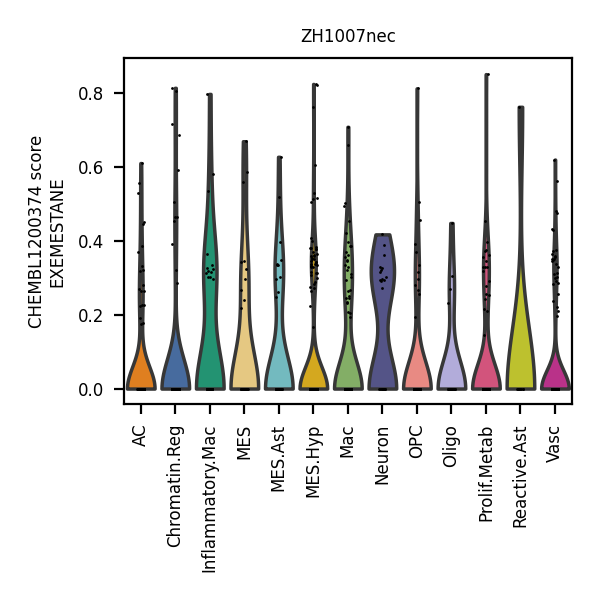 ZH1007nec
CHEMBL1200374 score
EXEMESTANE
0.8
0.6
0.4
0.2
0.0
AC
Chromatin.Reg
Inflammatory.Mac
MES
MES.Ast
MES.Hyp
Mac
Neuron
OPC
Oligo
Prolif.Metab
Reactive.Ast
Vasc